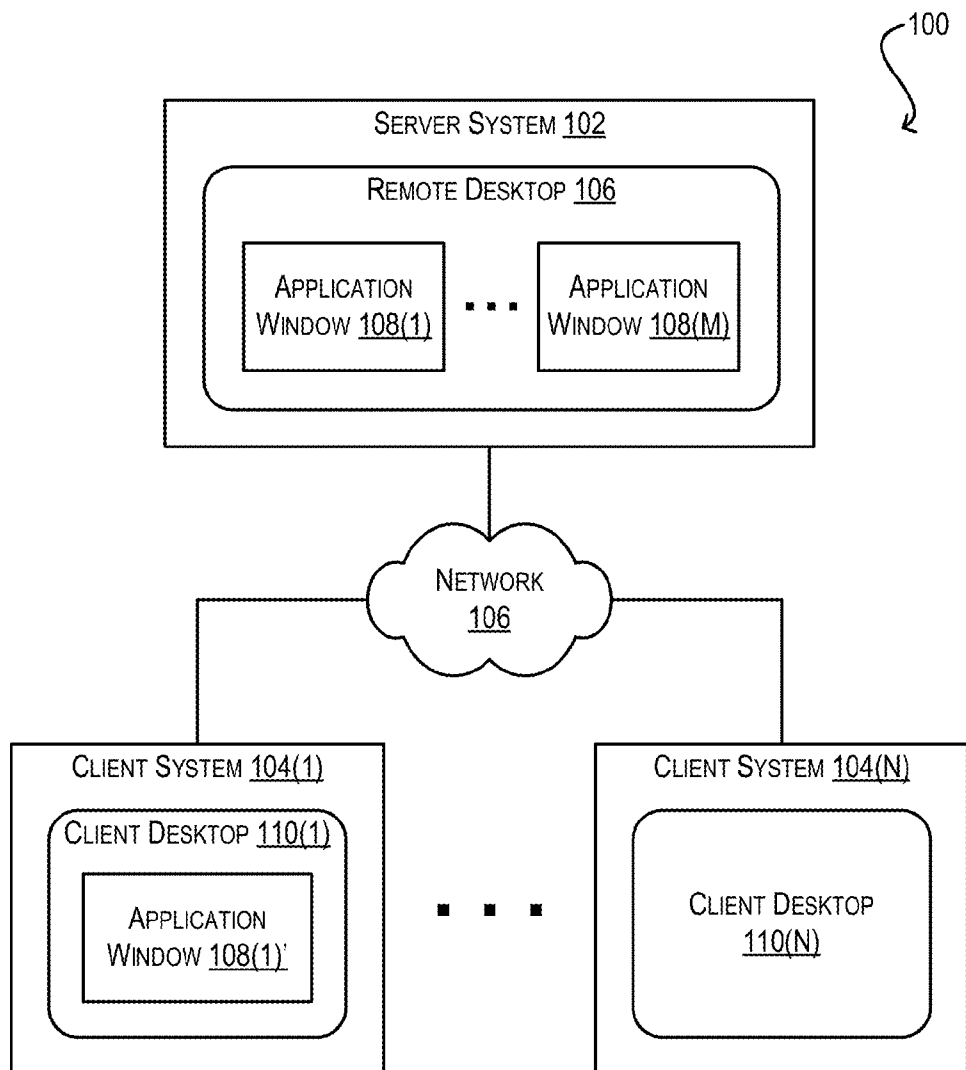 100
SERVER SYSTEM 102
REMOTE DESKTOP 106
APPLICATION
WINDOW 108(1)
APPLICATION
WINDOW 108(M)
NETWORK
106
CLIENT SYSTEM 104(1)
CLIENT DESKTOP 110(1)
APPLICATION
WINDOW 108(1)'
CLIENT SYSTEM 104(N)
CLIENT DESKTOP
110(N)